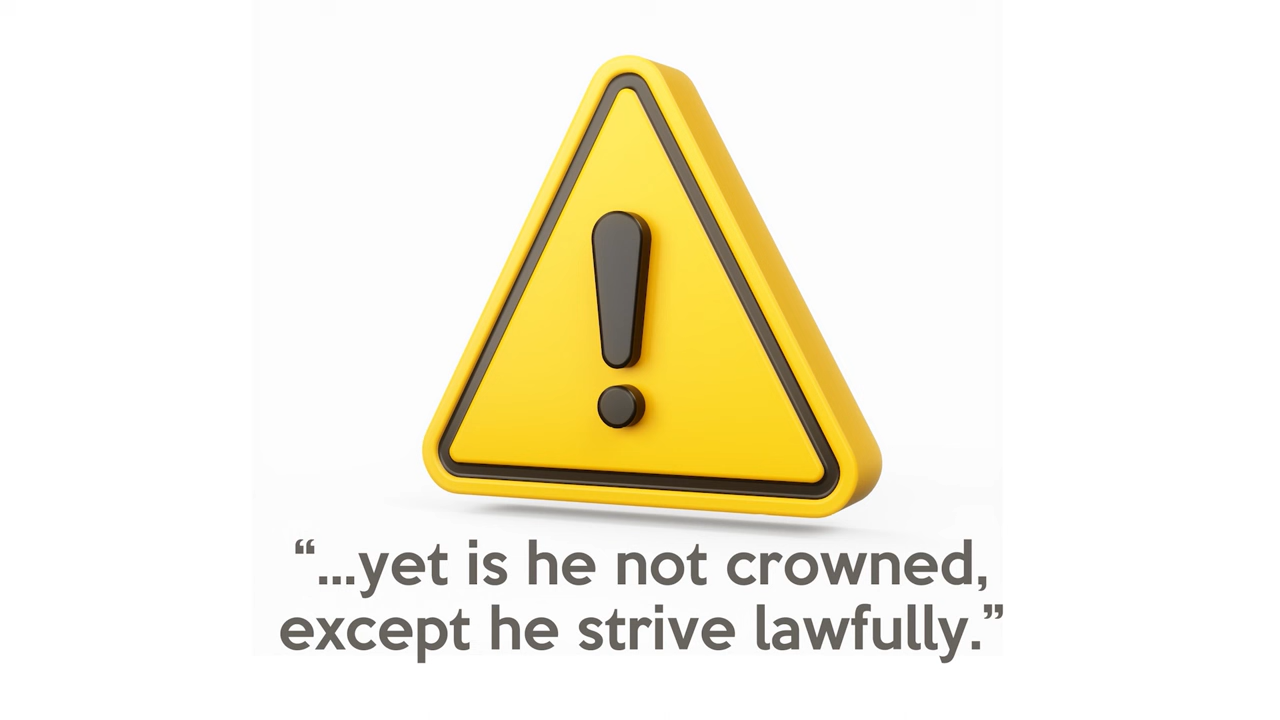 “...yet is he not crowned,
except he strive lawfully.”